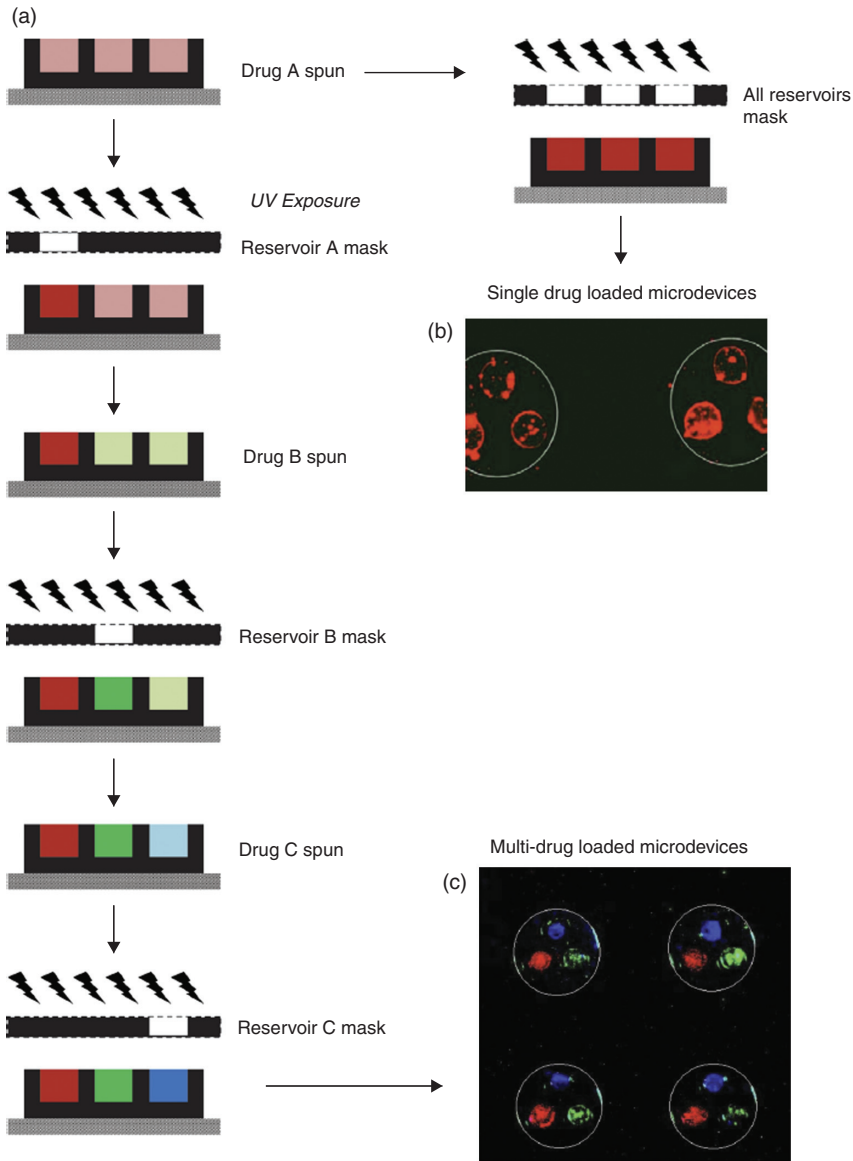 (a)
Drug A spun
All reservoirs
mask
UV Exposure
Reservoir A mask
Single drug loaded microdevices
(b)
Drug B spun
Reservoir B mask
Drug C spun
Multi-drug loaded microdevices
(c)
Reservoir C mask